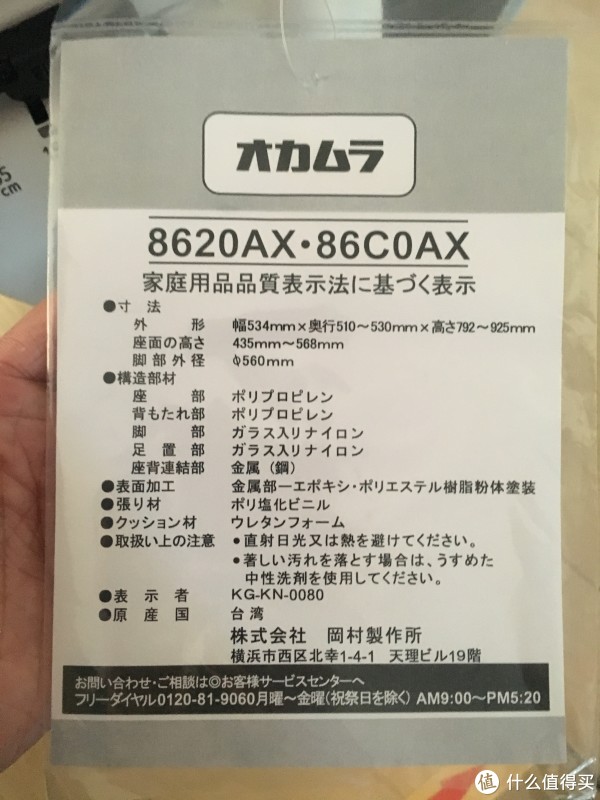 オカムラ
8620AX・86C0AX
家庭用品品質表示法に基づく表示
●寸法
外形 幅534mm×奥行510～530mm×高さ792～925mm
座面の高さ 435mm～568mm
脚部外径 φ560mm
●構造部材
座部 ポリプロピレン
背もたれ部 ポリプロピレン
脚部 ガラス入リナイロン
足置部 ガラス入リナイロン
座背連結部 金属（鋼）
●表面加工 金属部ーエポキシ・ポリエステル樹脂粉体塗装
●張り材 ポリ塩化ビニル
●クッション材 ウレタンフォーム
●取扱い上の注意 ●直射日光又は熱を避けてください。
●著しい汚れを落とす場合は、うすめた
中性洗剤を使用してください。
●表示者 KG-KN-0080
●原産国 台湾
株式会社 岡村製作所
横浜市西区北幸1-4-1 天理ビル19階
お問い合わせ・ご相談は◎お客様サービスセンターへ
フリーダイヤル0120-81-9060月曜～金曜（祝祭日を除く）AM9:00～PM5:20
cm
值 什么值得买